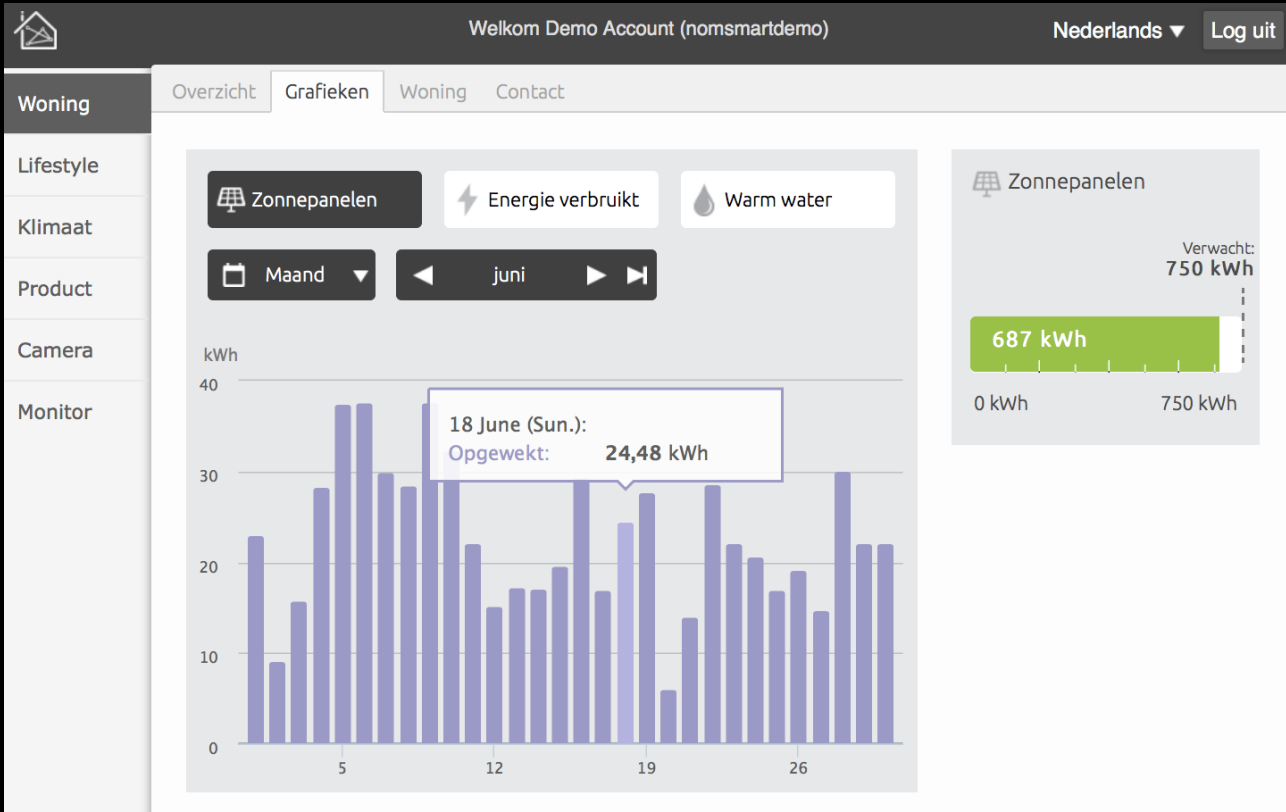 Welkom Demo Account (nomsmartdemo)
Nederlands
Log uit
Woning
Lifestyle
Klimaat
Product
Camera
Monitor
Overzicht
Grafieken
Woning
Contact
Zonnepanelen
Energie verbruikt
Warm water
Maand
juni
kWh
40
30
20
10
0
18 June (Sun.):
Opgewekt: 24,48 kWh
5 12 19 26
Zonnepanelen
Verwacht:
750 kWh
687 kWh
0 kWh 750 kWh